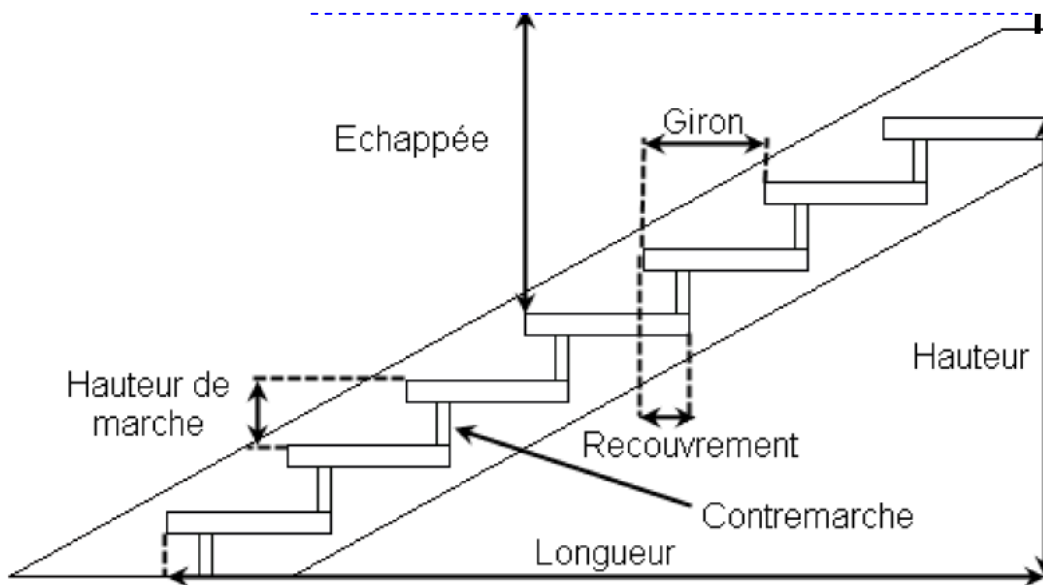 Giron
Echappée
Hauteur
Hauteur de
marche
Recouvrement
Contremarche
Longueur